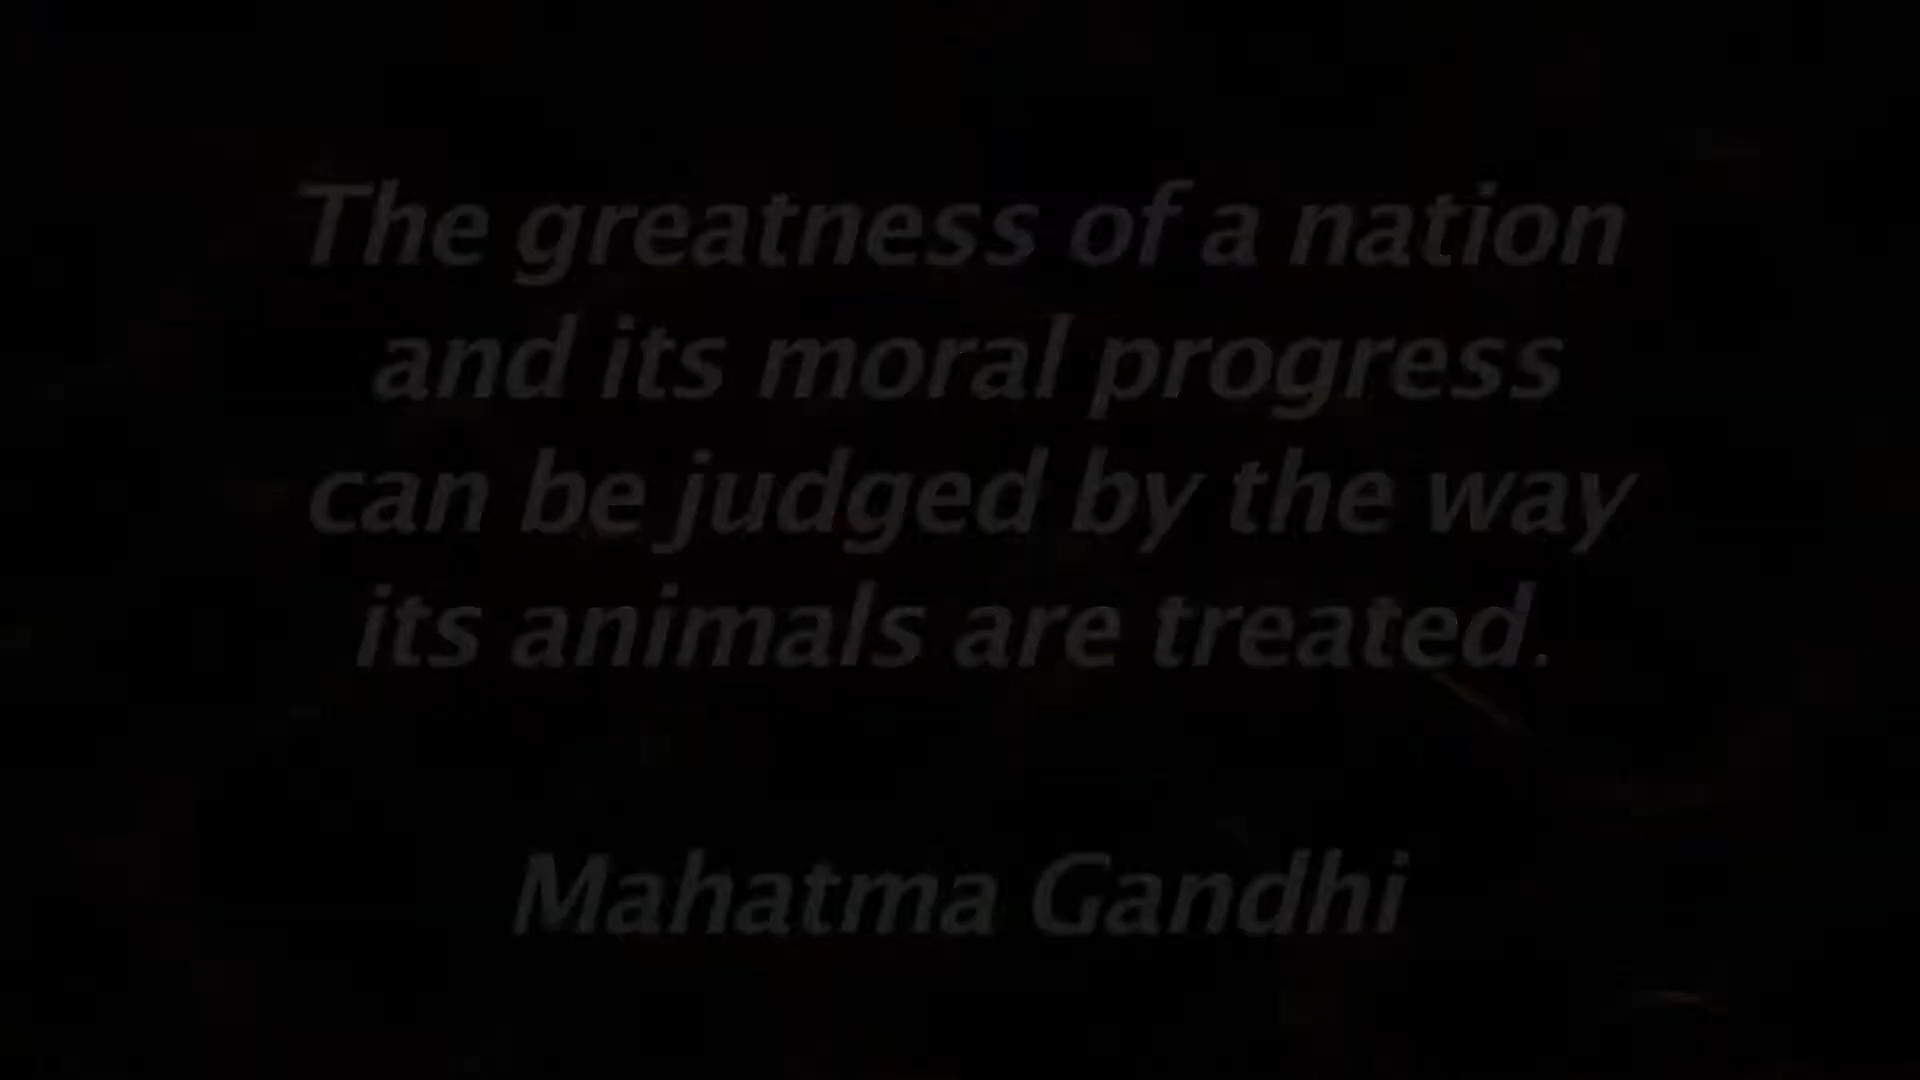 The greatness of a nation
and its moral progress
can be judged by the way
its animals are treated.
Mahatma Gandhi